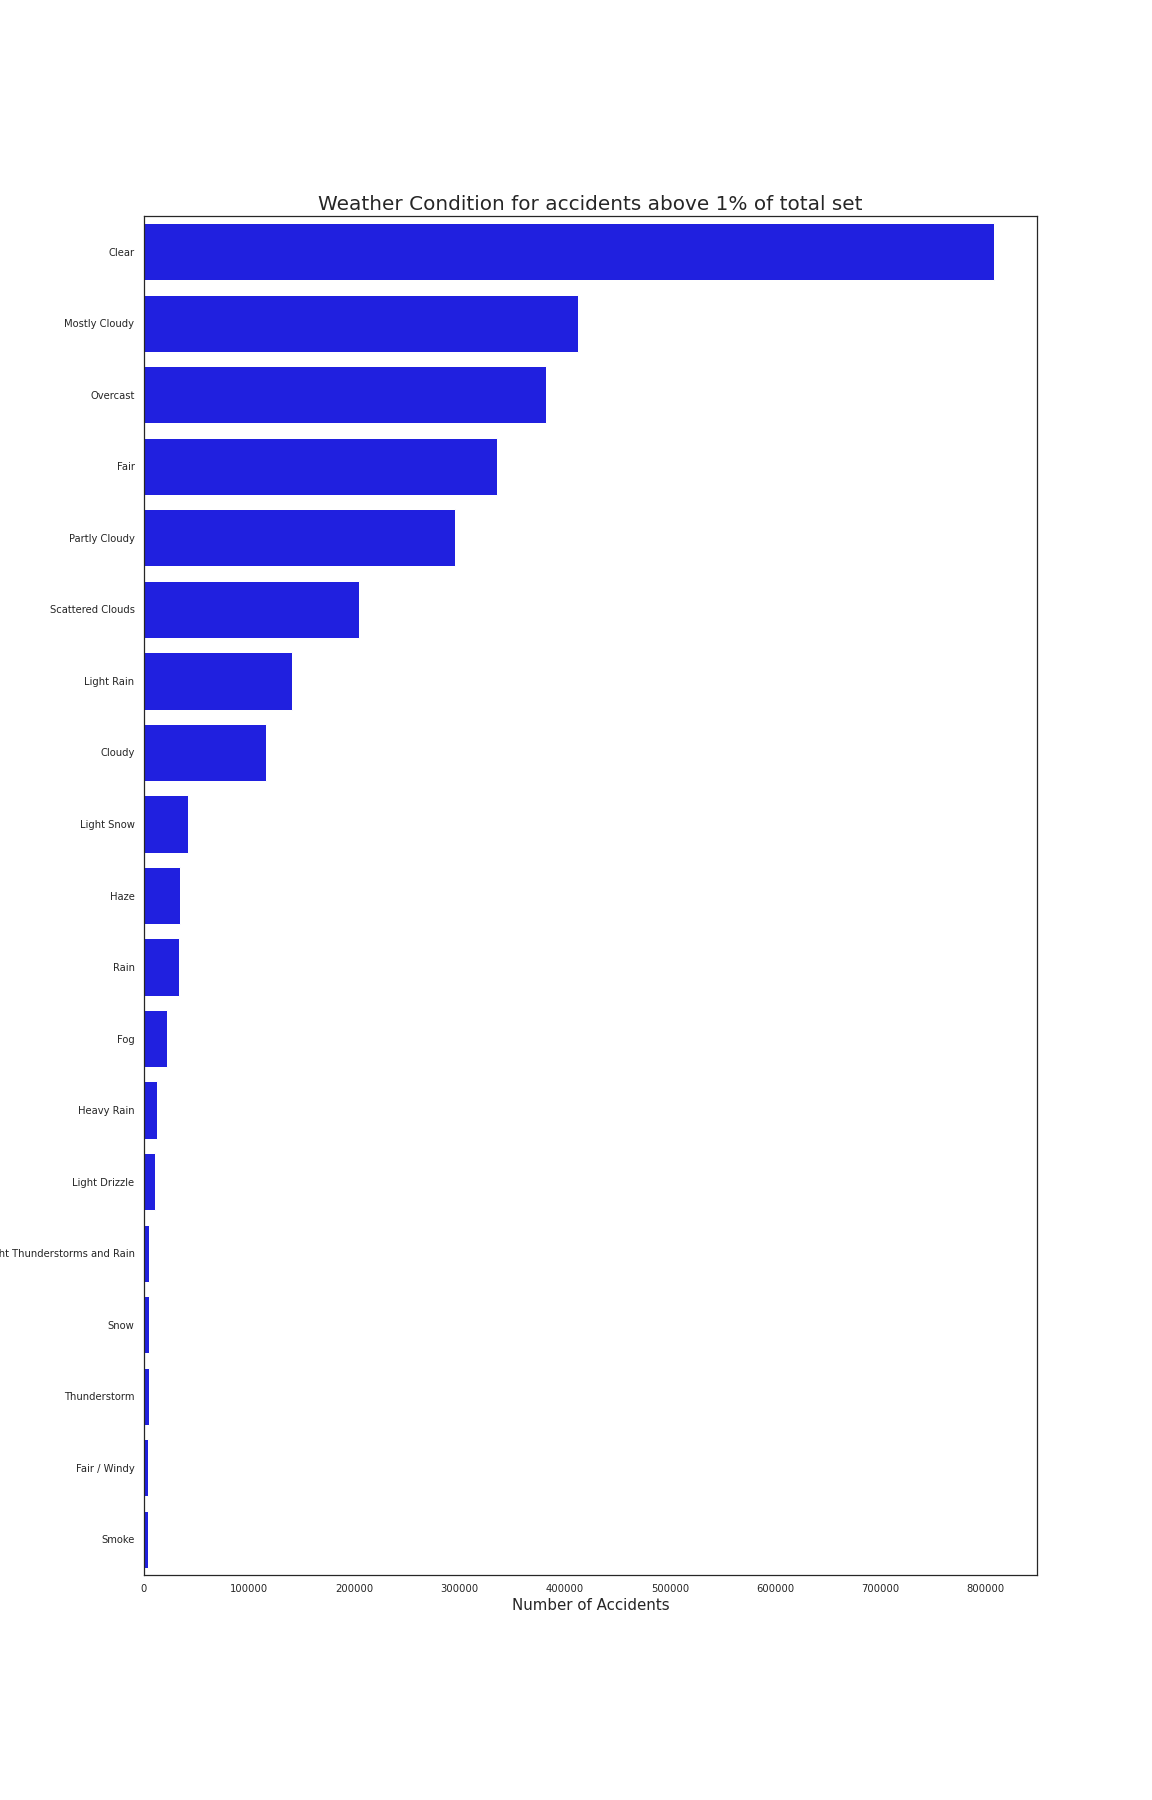 Weather Condition for accidents above 1% of total set
Clear
Mostly Cloudy
Overcast
Fair
Partly Cloudy
Scattered Clouds
Light Rain
Cloudy
Light Snow
Haze
Rain
Fog
Heavy Rain
Light Drizzle
ht Thunderstorms and Rain
Snow
Thunderstorm
Fair / Windy
Smoke
0 100000 200000 300000 400000 500000 600000 700000 800000
Number of Accidents